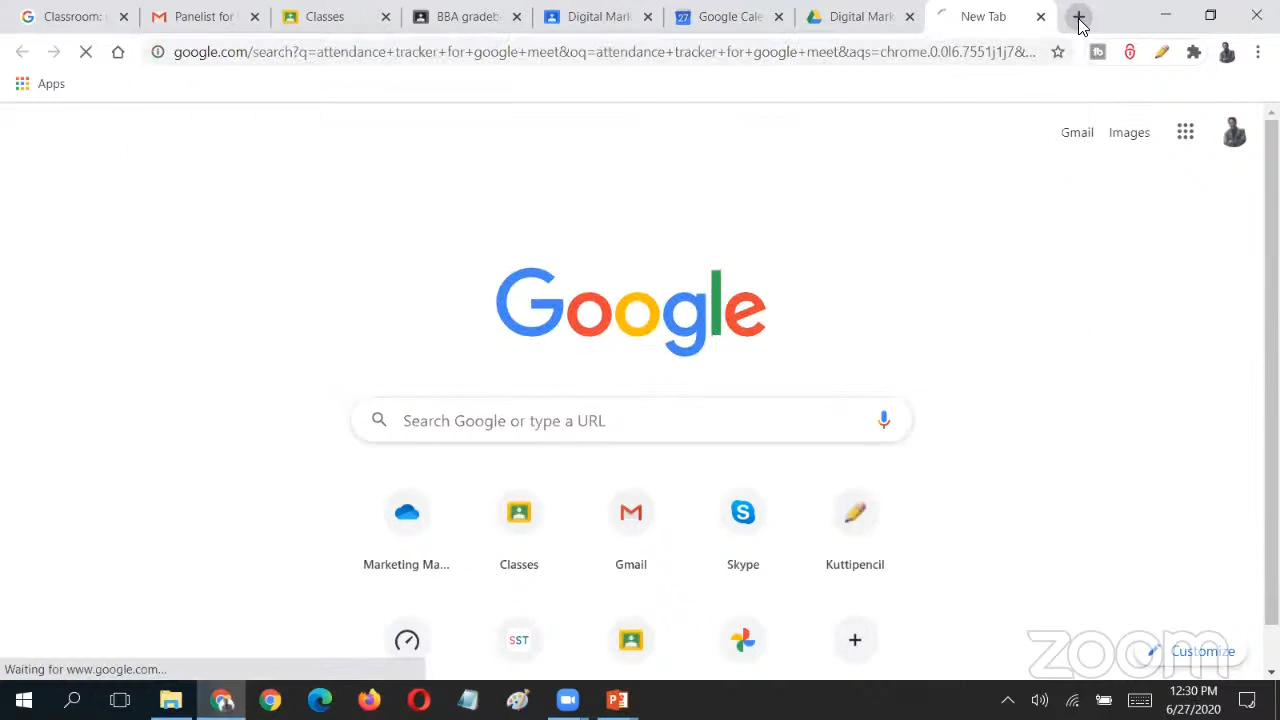 Classroom:
Panelist for
Classes
BBA gradeb
Digital Mark
27
Google Cale
Digital Mark
New Tab
google.com/search?q=attendance+tracker+for+google+meet&oq=attendance+tracker+for+google+meet&aqs=chrome.0.0l6.7551j1j7&...
Apps
Gmail
Images
Google
Search Google or type a URL
Marketing Ma...
Classes
Gmail
Skype
Kuttipencil
SST
zoom
Customize
Waiting for www.google.com...
12:30 PM
6/27/2020